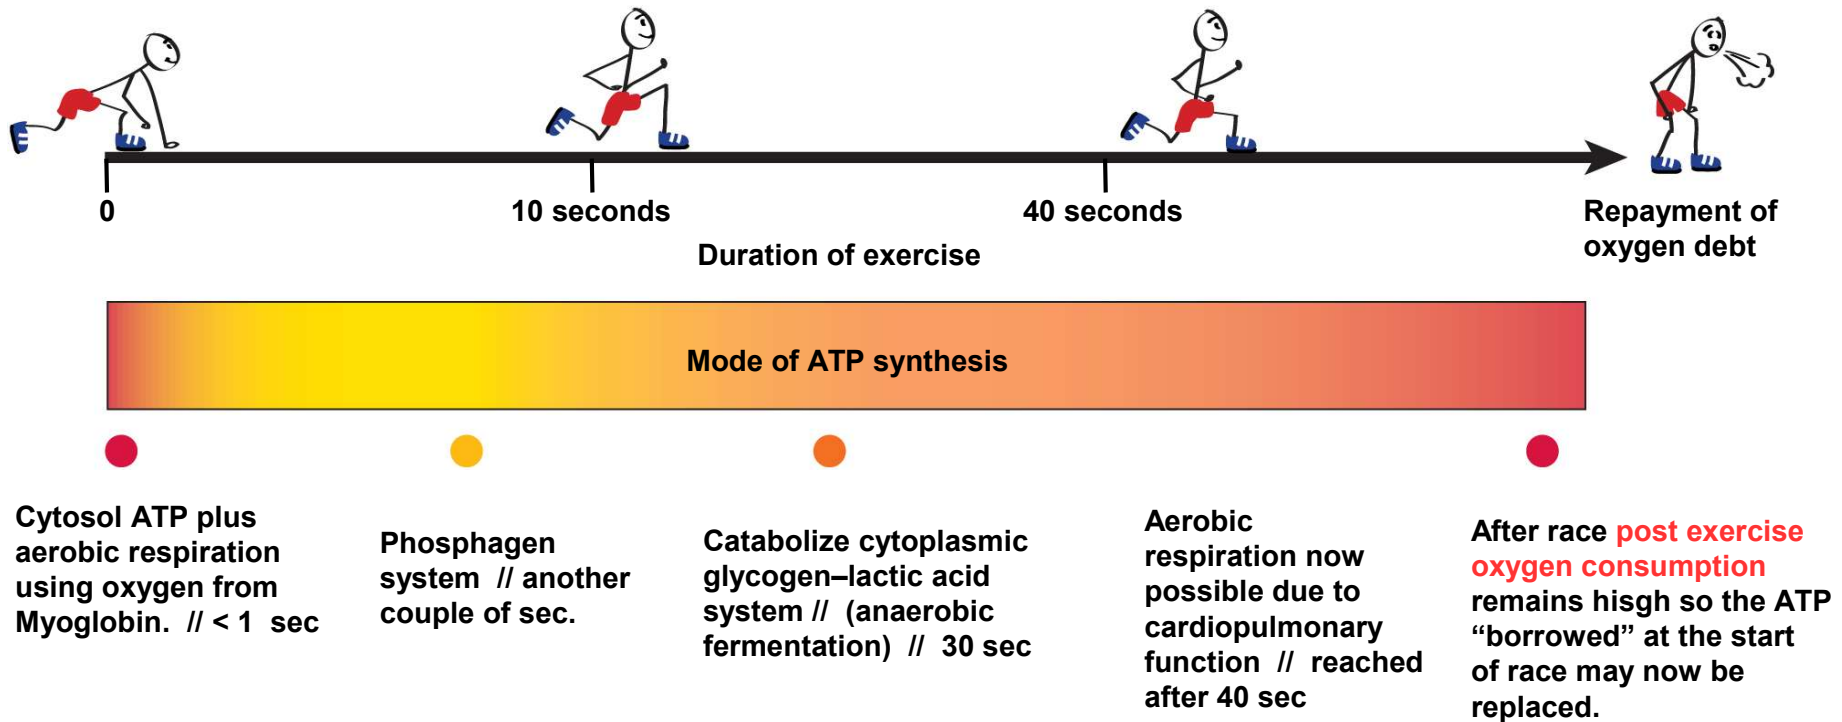 0
10 seconds
40 seconds
Repayment of
oxygen debt
Duration of exercise
Mode of ATP synthesis
Cytosol ATP plus
aerobic respiration
using oxygen from
Myoglobin. // < 1 sec
Phosphagen
system // another
couple of sec.
Catabolize cytoplasmic
glycogen–lactic acid
system // (anaerobic
fermentation) // 30 sec
Aerobic
respiration now
possible due to
cardiopulmonary
function // reached
after 40 sec
After race post exercise
oxygen consumption
remains hisgh so the ATP
“borrowed” at the start
of race may now be
replaced.